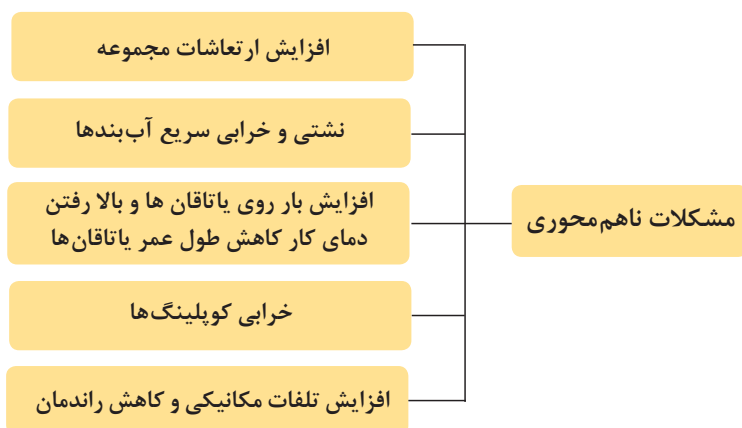 مشکلات ناهم‌محوری
افزایش ارتعاشات مجموعه
نشتی و خرابی سریع آب‌بندها
افزایش بار روی یاتاقان ها و بالا رفتن
دمای کار کاهش طول عمر یاتاقان‌ها
خرابی کوپلینگ‌ها
افزایش تلفات مکانیکی و کاهش راندمان